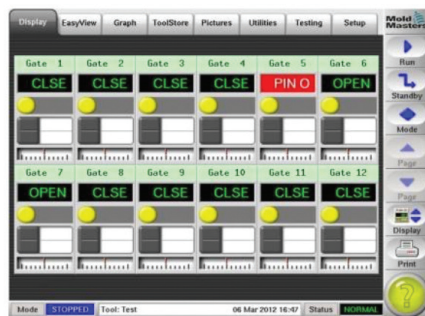 Display EasyView Graph ToolStore Pictures Utilities Testing Setup
Mold Masters
Gate 1 Gate 2 Gate 3 Gate 4 Gate 5 Gate 6
CLSE CLSE CLSE CLSE PIN O OPEN
Gate 7 Gate 8 Gate 9 Gate 10 Gate 11 Gate 12
OPEN CLSE CLSE CLSE CLSE CLSE
Run
Standby
Mode
Page
Page
Display
Print
Mode STOPPED Tool: Test 06 Mar 2012 16:47 Status NORMAL